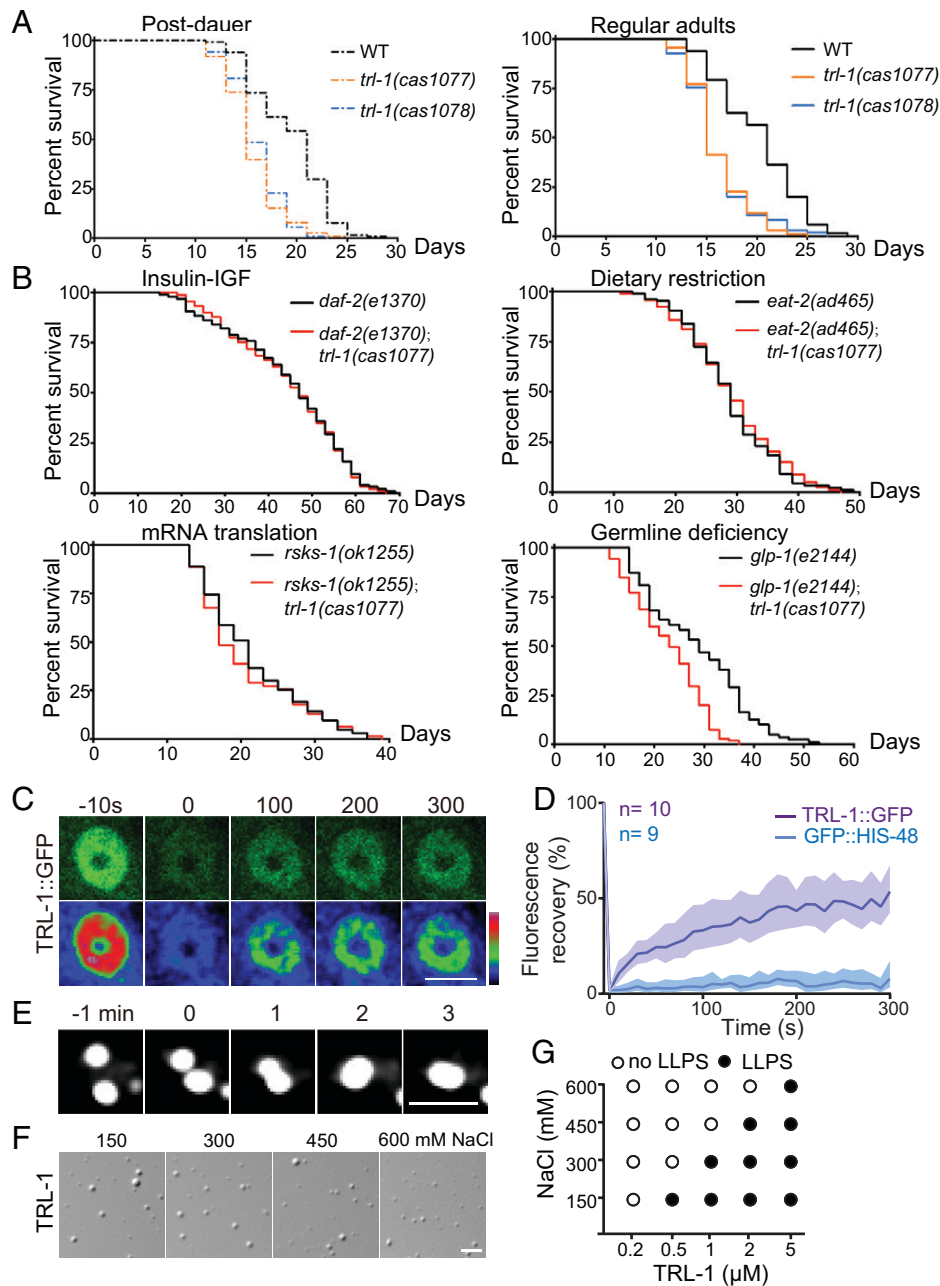 A
Post-dauer
Percent survival
100
75
50
25
0
0 5 10 15 20 25 30 Days
WT
trl-1(cas1077)
trl-1(cas1078)
Regular adults
Percent survival
100
75
50
25
0
0 5 10 15 20 25 30 Days
WT
trl-1(cas1077)
trl-1(cas1078)
B
Insulin-IGF
Percent survival
100
75
50
25
0
0 10 20 30 40 50 60 70 Days
daf-2(e1370)
daf-2(e1370);
trl-1(cas1077)
Dietary restriction
Percent survival
100
75
50
25
0
0 10 20 30 40 50 Days
eat-2(ad465)
eat-2(ad465);
trl-1(cas1077)
mRNA translation
Percent survival
100
75
50
25
0
0 10 20 30 40 Days
rsks-1(ok1255)
rsks-1(ok1255);
trl-1(cas1077)
Germline deficiency
Percent survival
100
75
50
25
0
0 10 20 30 40 50 60 Days
glp-1(e2144)
glp-1(e2144);
trl-1(cas1077)
C
-10s 0 100 200 300
TRL-1::GFP
D
Fluorescence
recovery (%)
100
50
0
0 100 200 300
Time (s)
n= 10
n= 9
TRL-1::GFP
GFP::HIS-48
E
-1 min 0 1 2 3
F
150 300 450 600 mM NaCl
TRL-1
G
no LLPS LLPS
NaCl (mM)
600
450
300
150
0.2 0.5 1 2 5
TRL-1 (μM)